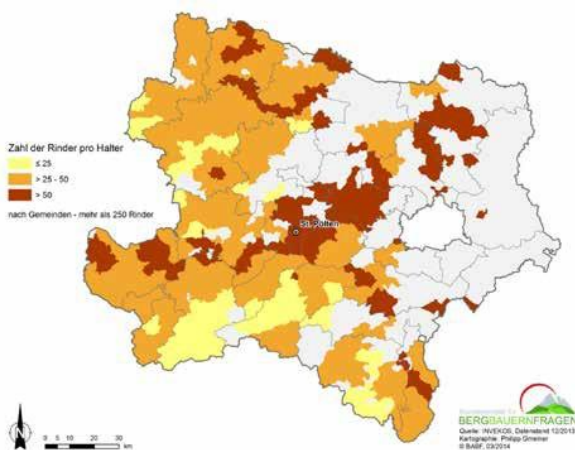 Zahl der Rinder pro Halter
≤ 25
> 25 - 50
> 50
nach Gemeinden - mehr als 250 Rinder
St. Pölten
N
0 5 10 20 30
km
BERGBAUERNFRAGEN
Quelle: INVEKOS, Datenstand 12/2013
Kartographie: Philipp Gmeiner
© BABF, 03/2014